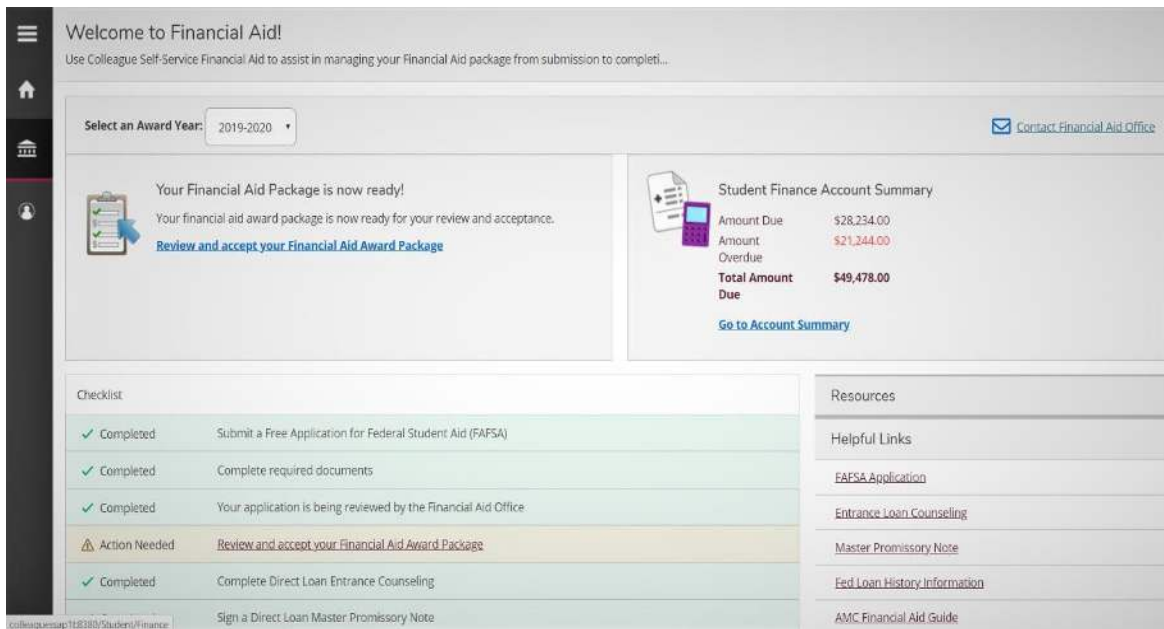 Welcome to Financial Aid!
Use Colleague Self-Service Financial Aid to assist in managing your Financial Aid package from submission to completi...
Select an Award Year:
2019-2020
Contact Financial Aid Office
Your Financial Aid Package is now ready!
Your financial aid award package is now ready for your review and acceptance.
Review and accept your Financial Aid Award Package
Student Finance Account Summary
Amount Due $28,234.00
Amount $21,244.00
Overdue
Total Amount $49,478.00
Due
Go to Account Summary
Checklist
Completed Submit a Free Application for Federal Student Aid (FAFSA)
Completed Complete required documents
Completed Your application is being reviewed by the Financial Aid Office
Action Needed Review and accept your Financial Aid Award Package
Completed Complete Direct Loan Entrance Counseling
Sign a Direct Loan Master Promissory Note
Resources
Helpful Links
FAFSA Application
Entrance Loan Counseling
Master Promissory Note
Fed Loan History Information
AMC Financial Aid Guide